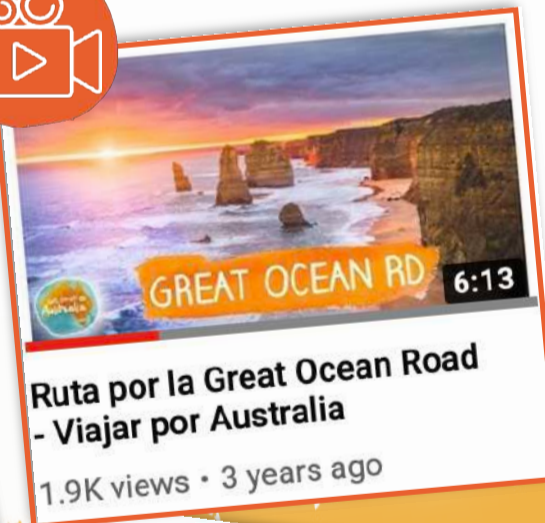 GREAT OCEAN RD
6:13
Ruta por la Great Ocean Road
- Viajar por Australia
1.9K views • 3 years ago